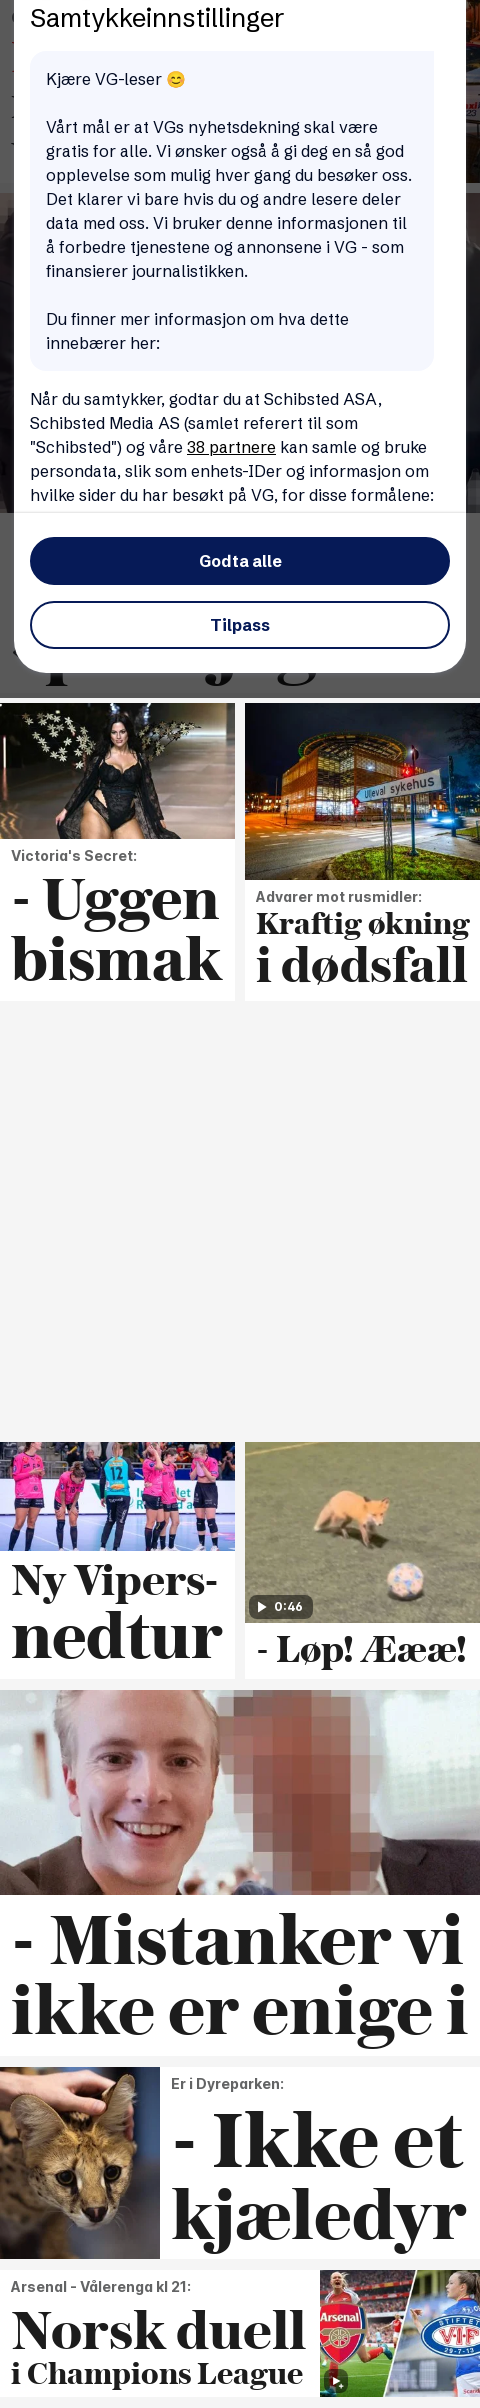 Samtykkeinnstillinger
Kjære VG-leser 😊
Vårt mål er at VGs nyhetsdekning skal være
gratis for alle. Vi ønsker også å gi deg en så god
opplevelse som mulig hver gang du besøker oss.
Det klarer vi bare hvis du og andre lesere deler
data med oss. Vi bruker denne informasjonen til
å forbedre tjenestene og annonsene i VG - som
finansierer journalistikken.
Du finner mer informasjon om hva dette
innebærer her:
Når du samtykker, godtar du at Schibsted ASA,
Schibsted Media AS (samlet referert til som
"Schibsted") og våre 38 partnere kan samle og bruke
persondata, slik som enhets-IDer og informasjon om
hvilke sider du har besøkt på VG, for disse formålene:
Godta alle
Tilpass
Ullevål sykehus
Victoria's Secret:
- Uggen
bismak
Advarer mot rusmidler:
Kraftig økning
i dødsfall
12
Ny Vipers-
nedtur
0:46
- Løp! Æææ!
- Mistanker vi
ikke er enige i
Er i Dyreparken:
- Ikke et
kjæledyr
Arsenal - Vålerenga kl 21:
Norsk duell
i Champions League
Arsenal
VIF
29-7-13